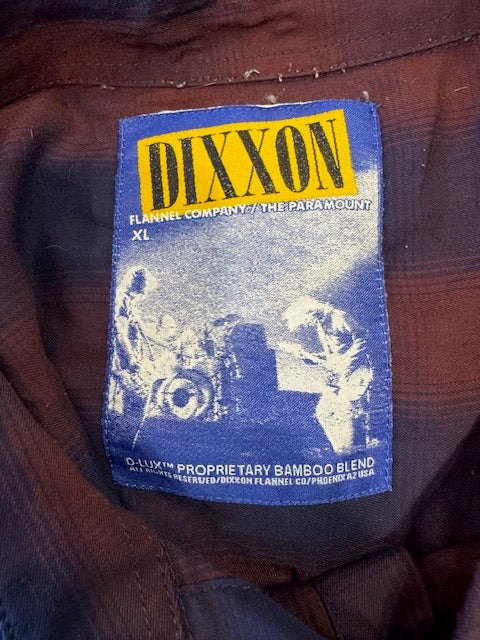 DIXXON
FLANNEL COMPANY / THE PARAMOUNT
XL
D-LUX™ PROPRIETARY BAMBOO BLEND
ALL RIGHTS RESERVED/DIXXON FLANNEL CO/PHOENIX AZ USA